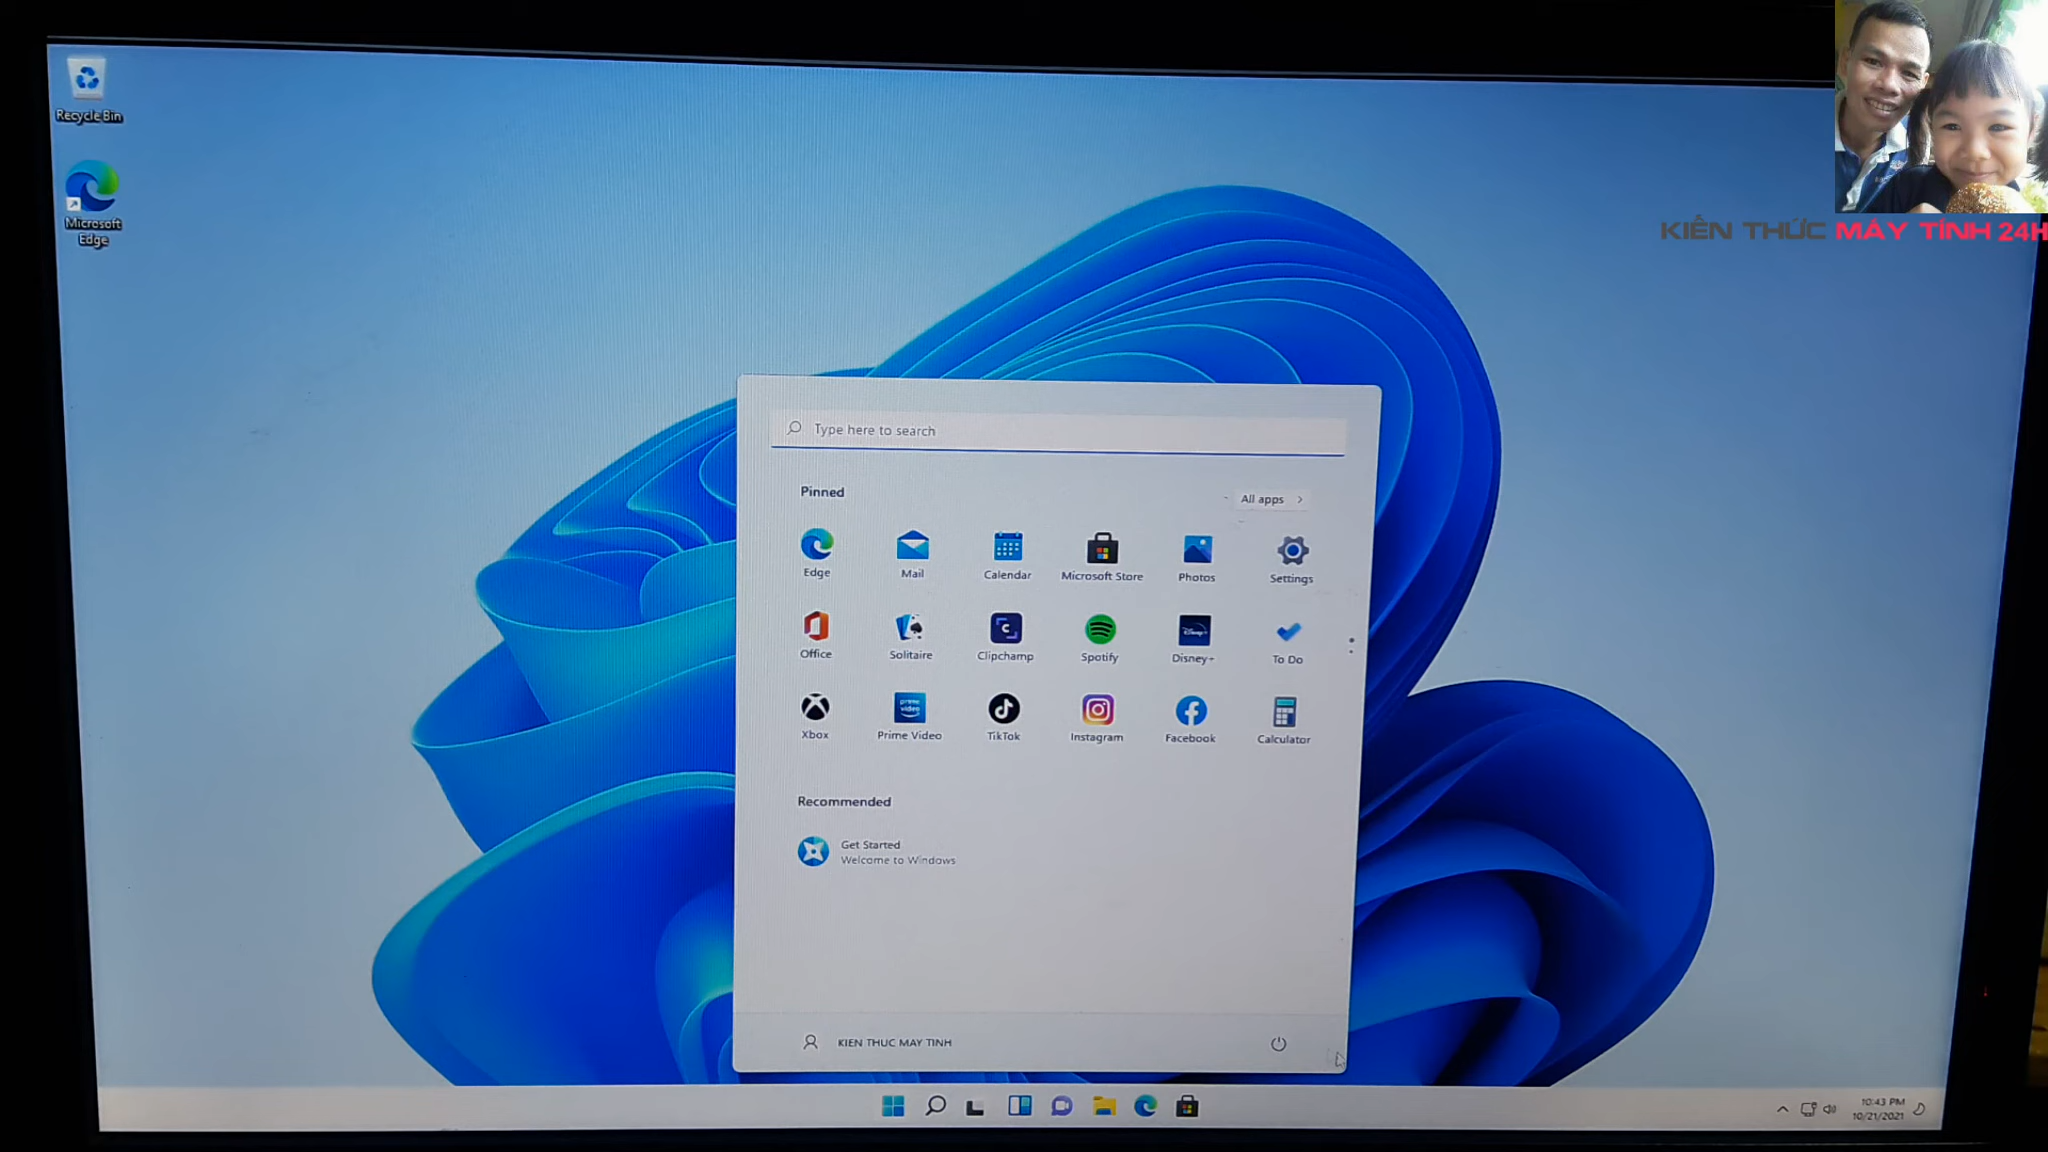 Recycle Bin
Microsoft
Edge
KIẾN THỨC MÁY TÍNH 24H
Type here to search
Pinned
All apps >
Edge
Mail
Calendar
Microsoft Store
Photos
Settings
Office
Solitaire
Clipchamp
Spotify
Disney+
To Do
Xbox
prime video
Prime Video
TikTok
Instagram
Facebook
Calculator
Recommended
Get Started
Welcome to Windows
KIEN THUC MAY TINH
10:43 PM
10/21/2021